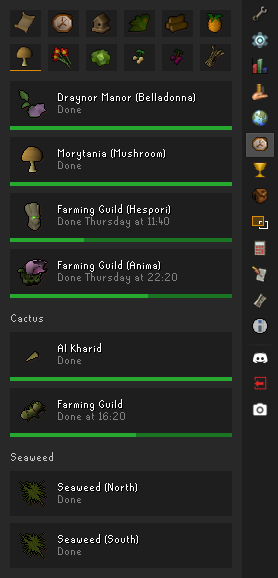 Draynor Manor (Belladonna)
Done
Morytania (Mushroom)
Done
Farming Guild (Hespori)
Done Thursday at 11:40
Farming Guild (Anima)
Done Thursday at 22:20
Cactus
Al Kharid
Done
Farming Guild
Done at 16:20
Seaweed
Seaweed (North)
Done
Seaweed (South)
Done